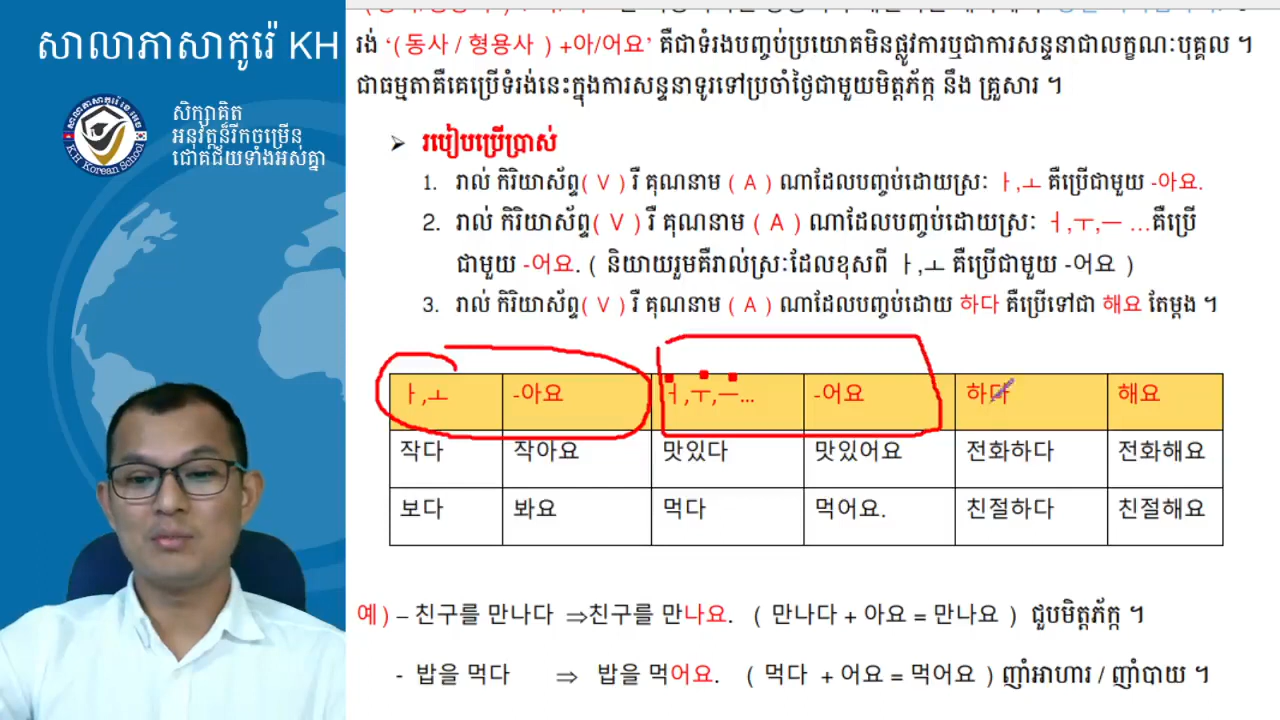 សាលាភាសាកូរ៉េ KH
សិក្សាគិត
អនុវត្តន៏រីកចម្រើន
ជោគជ័យទាំងអស់គ្នា
K.H Korean School
រង់ '(동사 / 형용사 ) +아/어요' គឺជាទំរង់បញ្ចប់ប្រយោគមិនផ្លូវការឬជាការសន្ទនាជាលក្ខណៈបុគ្គល ។
ជាធម្មតាគឺគេប្រើទំរង់នេះក្នុងការសន្ទនាទូរទៅប្រចាំថ្ងៃជាមួយមិត្តភ័ក្ក នឹង គ្រួសារ ។
➢ របៀបប្រើប្រាស់
1. រាល់ កិរិយាស័ព្ទ( V ) រឺ គុណនាម ( A ) ណាដែលបញ្ចប់ដោយស្រៈ ㅏ,ㅗ គឺប្រើជាមួយ -아요.
2. រាល់ កិរិយាស័ព្ទ( V ) រឺ គុណនាម ( A ) ណាដែលបញ្ចប់ដោយស្រៈ ㅓ,ㅜ,ㅡ ...គឺប្រើ
ជាមួយ -어요. ( និយាយរួមគឺរាល់ស្រៈដែលខុសពី ㅏ,ㅗ គឺប្រើជាមួយ -어요 )
3. រាល់ កិរិយាស័ព្ទ( V ) រឺ គុណនាម ( A ) ណាដែលបញ្ចប់ដោយ 하다 គឺប្រើទៅជា 해요 តែម្តង ។
ㅏ,ㅗ -아요 ㅓ,ㅜ,ㅡ... -어요 하다 해요
작다 작아요 맛있다 맛있어요 전화하다 전화해요
보다 봐요 먹다 먹어요. 친절하다 친절해요
예) – 친구를 만나다 ⇒친구를 만나요. ( 만나다 + 아요 = 만나요 ) ជួបមិត្តភ័ក្ក ។
- 밥을 먹다 ⇒ 밥을 먹어요. ( 먹다 + 어요 = 먹어요 ) ញ៉ាំអាហារ / ញ៉ាំបាយ ។